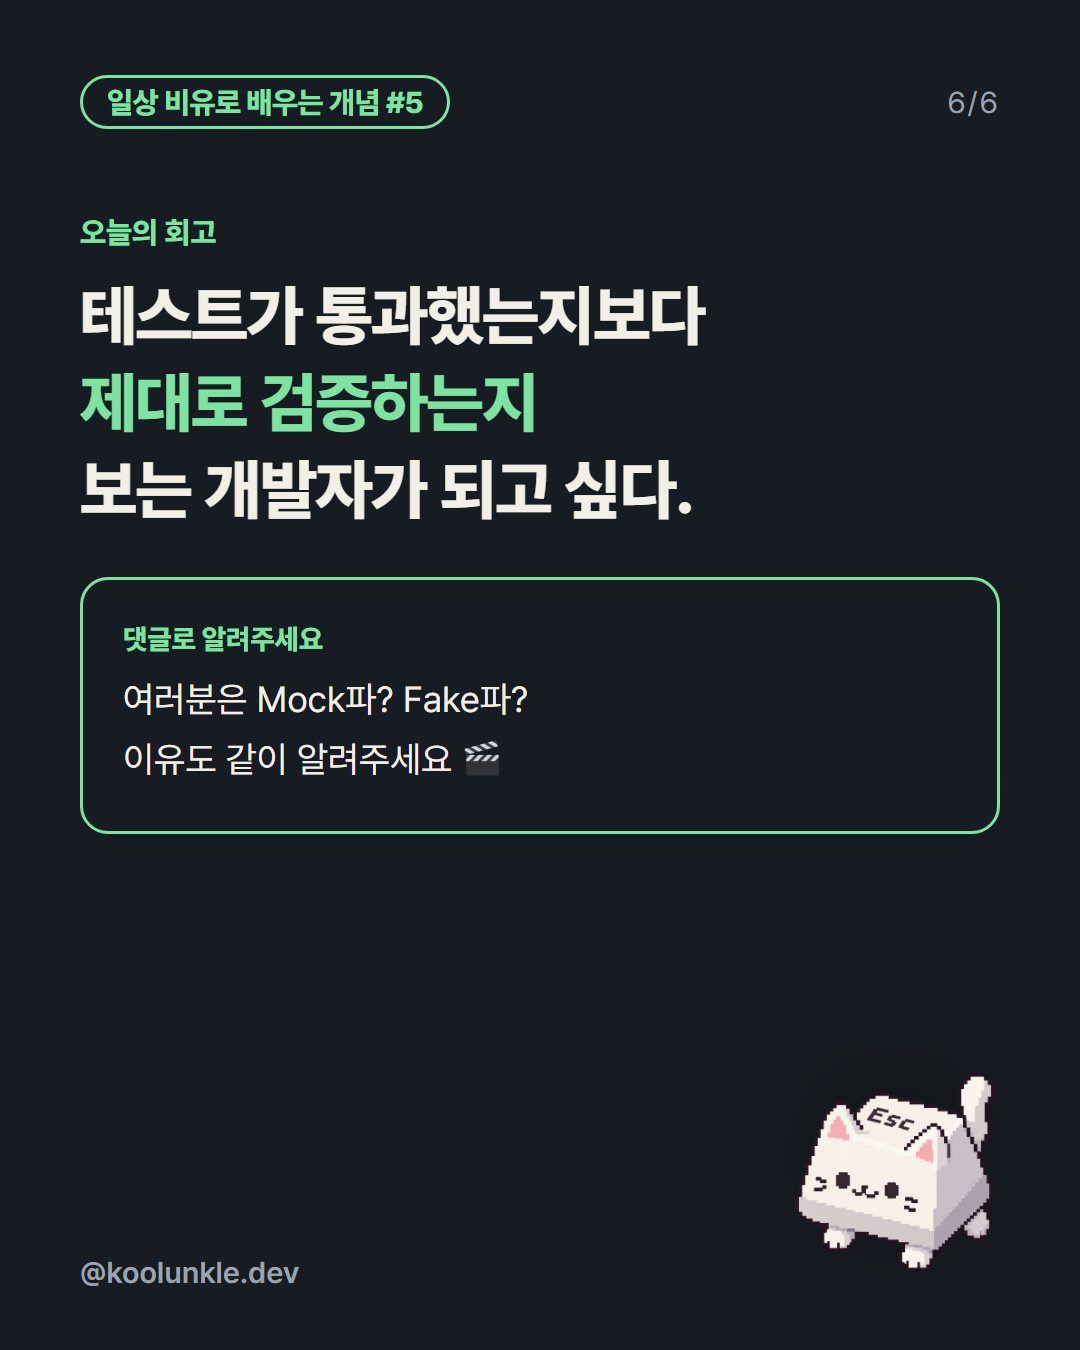 일상 비유로 배우는 개념 #5
6/6
오늘의 회고
테스트가 통과했는지보다
제대로 검증하는지
보는 개발자가 되고 싶다.
댓글로 알려주세요
여러분은 Mock파? Fake파?
이유도 같이 알려주세요 🎬
Esc
@koolunkle.dev